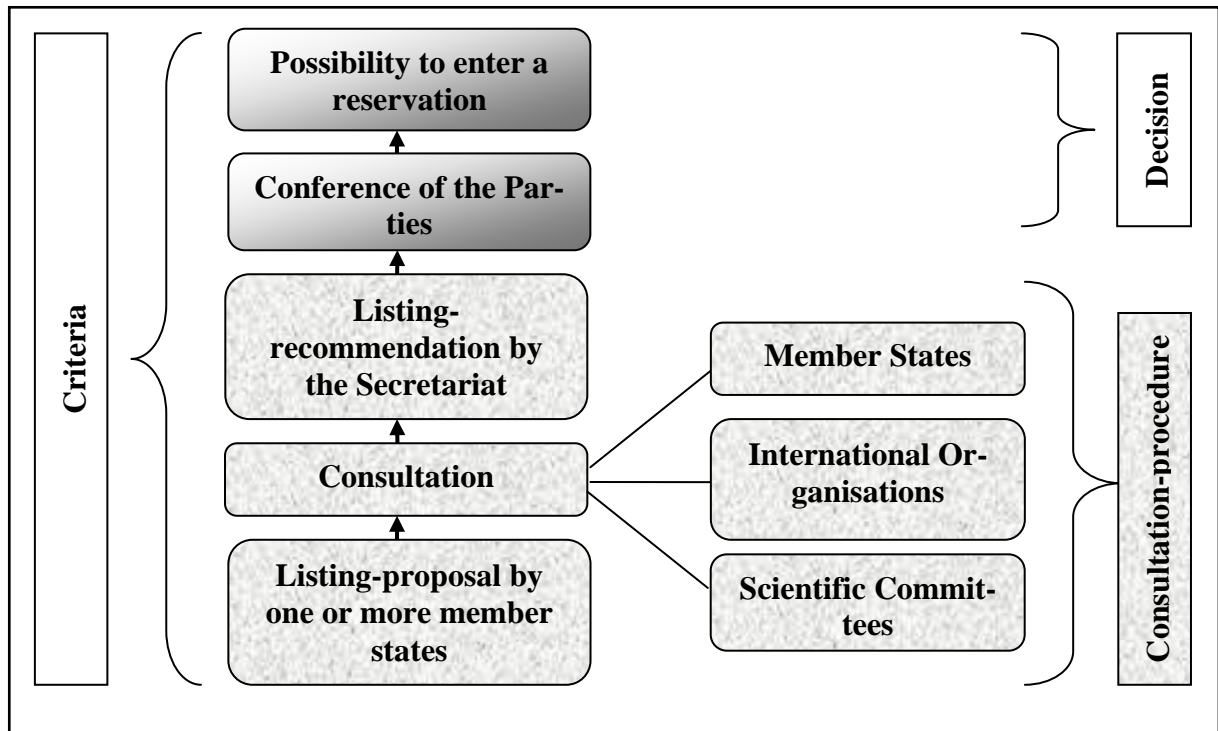 Criteria
Possibility to enter a
reservation
Conference of the Par-
ties
Listing-
recommendation by
the Secretariat
Consultation
Listing-proposal by
one or more member
states
Member States
International Or-
ganisations
Scientific Commit-
tees
Decision
Consultation-procedure